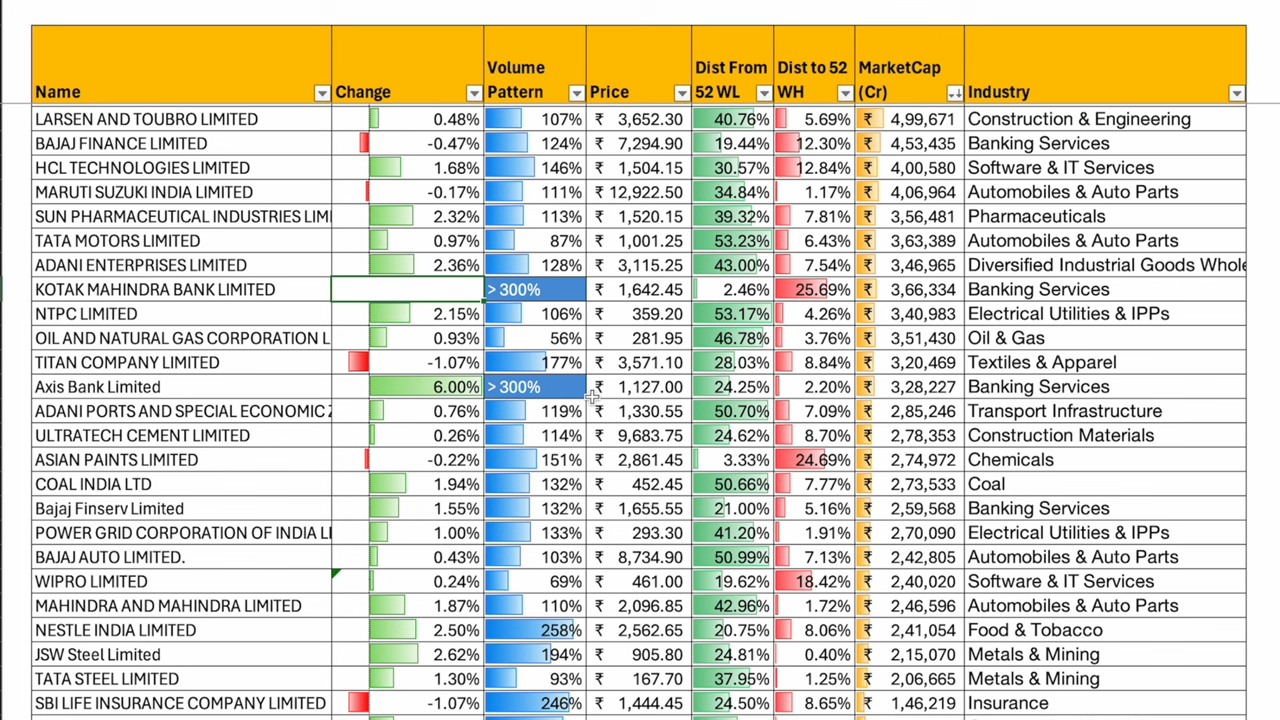 Name Change Volume Pattern Price Dist From 52 WL Dist to 52 WH MarketCap (Cr) Industry
LARSEN AND TOUBRO LIMITED 0.48% 107% ₹ 3,652.30 40.76% 5.69% ₹ 4,99,671 Construction & Engineering
BAJAJ FINANCE LIMITED -0.47% 124% ₹ 7,294.90 19.44% 12.30% ₹ 4,53,435 Banking Services
HCL TECHNOLOGIES LIMITED 1.68% 146% ₹ 1,504.15 30.57% 12.84% ₹ 4,00,580 Software & IT Services
MARUTI SUZUKI INDIA LIMITED -0.17% 111% ₹ 12,922.50 34.84% 1.17% ₹ 4,06,964 Automobiles & Auto Parts
SUN PHARMACEUTICAL INDUSTRIES LIMI 2.32% 113% ₹ 1,520.15 39.32% 7.81% ₹ 3,56,481 Pharmaceuticals
TATA MOTORS LIMITED 0.97% 87% ₹ 1,001.25 53.23% 6.43% ₹ 3,63,389 Automobiles & Auto Parts
ADANI ENTERPRISES LIMITED 2.36% 128% ₹ 3,115.25 43.00% 7.54% ₹ 3,46,965 Diversified Industrial Goods Whole
KOTAK MAHINDRA BANK LIMITED > 300% ₹ 1,642.45 2.46% 25.69% ₹ 3,66,334 Banking Services
NTPC LIMITED 2.15% 106% ₹ 359.20 53.17% 4.26% ₹ 3,40,983 Electrical Utilities & IPPs
OIL AND NATURAL GAS CORPORATION L 0.93% 56% ₹ 281.95 46.78% 3.76% ₹ 3,51,430 Oil & Gas
TITAN COMPANY LIMITED -1.07% 177% ₹ 3,571.10 28.03% 8.84% ₹ 3,20,469 Textiles & Apparel
Axis Bank Limited 6.00% > 300% ₹ 1,127.00 24.25% 2.20% ₹ 3,28,227 Banking Services
ADANI PORTS AND SPECIAL ECONOMIC Z 0.76% 119% ₹ 1,330.55 50.70% 7.09% ₹ 2,85,246 Transport Infrastructure
ULTRATECH CEMENT LIMITED 0.26% 114% ₹ 9,683.75 24.62% 8.70% ₹ 2,78,353 Construction Materials
ASIAN PAINTS LIMITED -0.22% 151% ₹ 2,861.45 3.33% 24.69% ₹ 2,74,972 Chemicals
COAL INDIA LTD 1.94% 132% ₹ 452.45 50.66% 7.77% ₹ 2,73,533 Coal
Bajaj Finserv Limited 1.55% 132% ₹ 1,655.55 21.00% 5.16% ₹ 2,59,568 Banking Services
POWER GRID CORPORATION OF INDIA LI 1.00% 133% ₹ 293.30 41.20% 1.91% ₹ 2,70,090 Electrical Utilities & IPPs
BAJAJ AUTO LIMITED. 0.43% 103% ₹ 8,734.90 50.99% 7.13% ₹ 2,42,805 Automobiles & Auto Parts
WIPRO LIMITED 0.24% 69% ₹ 461.00 19.62% 18.42% ₹ 2,40,020 Software & IT Services
MAHINDRA AND MAHINDRA LIMITED 1.87% 110% ₹ 2,096.85 42.96% 1.72% ₹ 2,46,596 Automobiles & Auto Parts
NESTLE INDIA LIMITED 2.50% 258% ₹ 2,562.65 20.75% 8.06% ₹ 2,41,054 Food & Tobacco
JSW Steel Limited 2.62% 194% ₹ 905.80 24.81% 0.40% ₹ 2,15,070 Metals & Mining
TATA STEEL LIMITED 1.30% 93% ₹ 167.70 37.95% 1.25% ₹ 2,06,665 Metals & Mining
SBI LIFE INSURANCE COMPANY LIMITED -1.07% 246% ₹ 1,444.45 24.50% 8.65% ₹ 1,46,219 Insurance